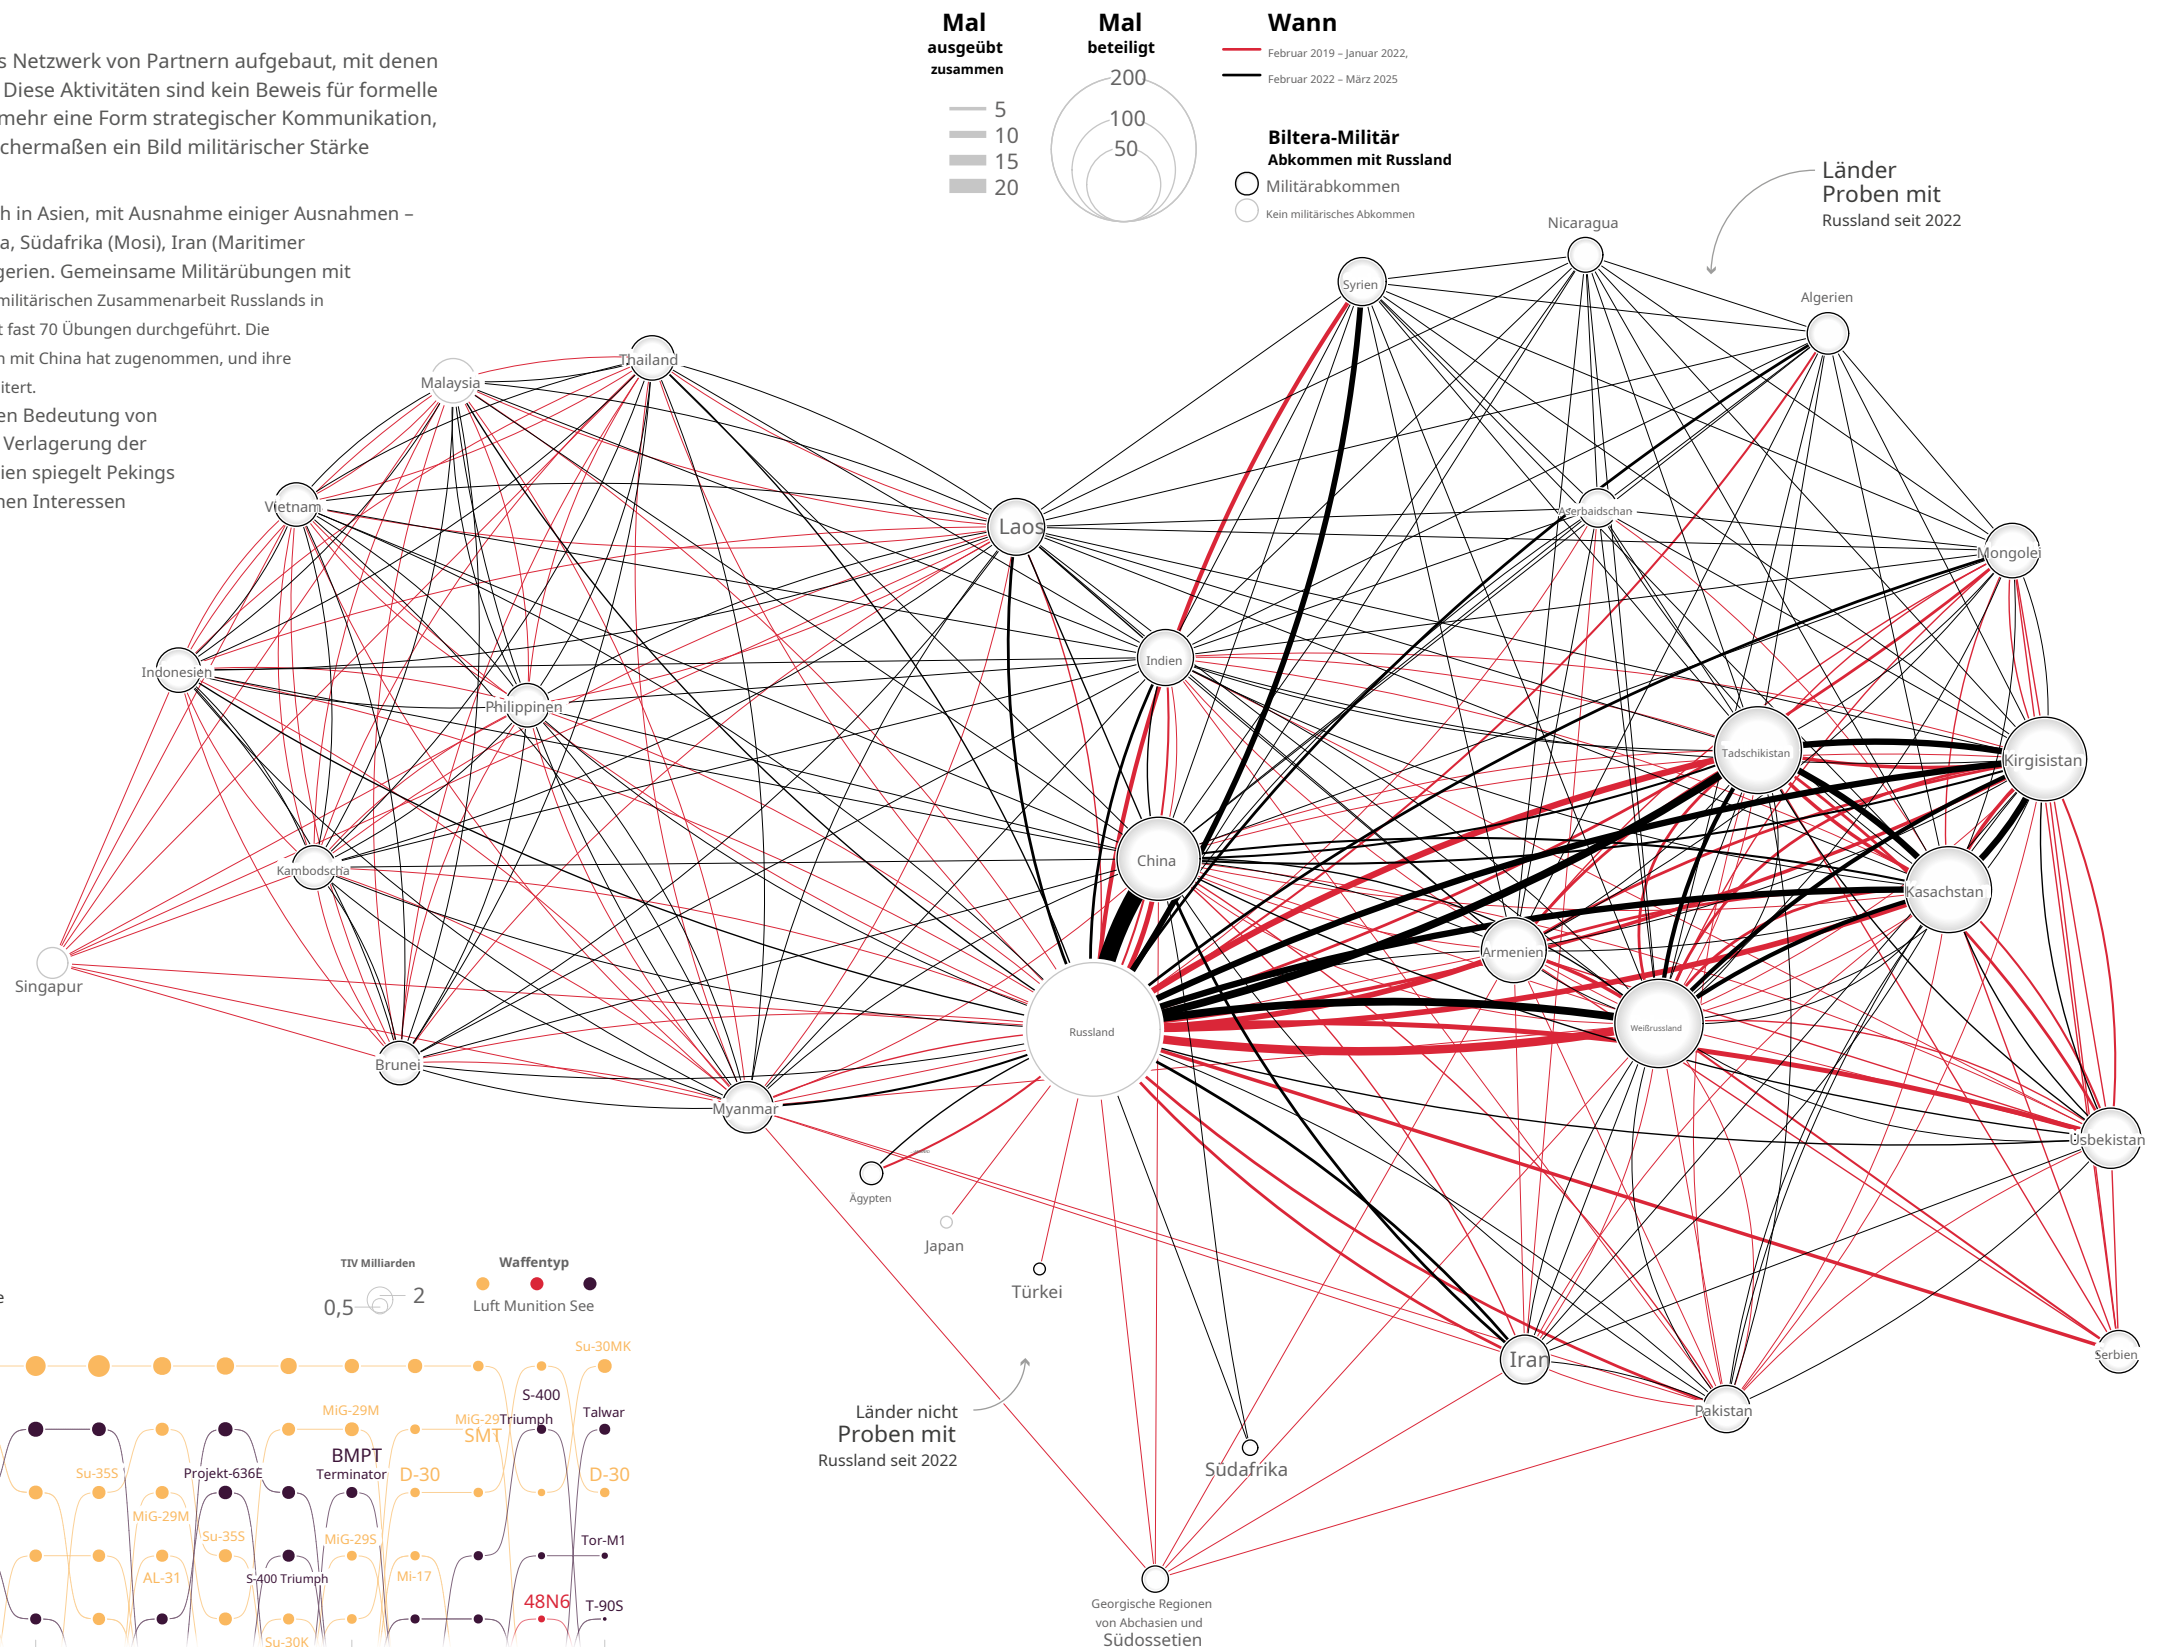 s Netzwerk von Partnern aufgebaut, mit denen
Diese Aktivitäten sind kein Beweis für formelle
mehr eine Form strategischer Kommunikation,
chermaßen ein Bild militärischer Stärke
h in Asien, mit Ausnahme einiger Ausnahmen –
a, Südafrika (Mosi), Iran (Maritimer
gerien. Gemeinsame Militärübungen mit
militärischen Zusammenarbeit Russlands in
t fast 70 Übungen durchgeführt. Die
n mit China hat zugenommen, und ihre
itert.
en Bedeutung von
Verlagerung der
ien spiegelt Pekings
nen Interessen
Mal
ausgeübt
zusammen
5
10
15
20
Mal
beteiligt
200
100
50
Wann
Februar 2019 – Januar 2022,
Februar 2022 – März 2025
Biltera-Militär
Abkommen mit Russland
Militärabkommen
Kein militärisches Abkommen
Länder
Proben mit
Russland seit 2022
Nicaragua
Syrien
Algerien
Thailand
Malaysia
Vietnam
Laos
Aserbaidschan
Mongolei
Indonesien
Indien
Philippinen
Tadschikistan
Kirgisistan
China
Kambodscha
Kasachstan
Armenien
Singapur
Russland
Weißrussland
Brunei
Myanmar
Usbekistan
Ägypten
Japan
Türkei
Iran
Serbien
Pakistan
Südafrika
Länder nicht
Proben mit
Russland seit 2022
Georgische Regionen
von Abchasien und
Südossetien
e
TIV Milliarden
0,5
2
Waffentyp
Luft Munition See
Su-30MK
S-400
Triumph
MiG-29M
MiG-29
SMT
Talwar
BMPT
Terminator
Su-35S
Projekt-636E
D-30
D-30
MiG-29M
Su-35S
MiG-29S
Tor-M1
AL-31
S-400 Triumph
Mi-17
48N6
T-90S
Su-30K